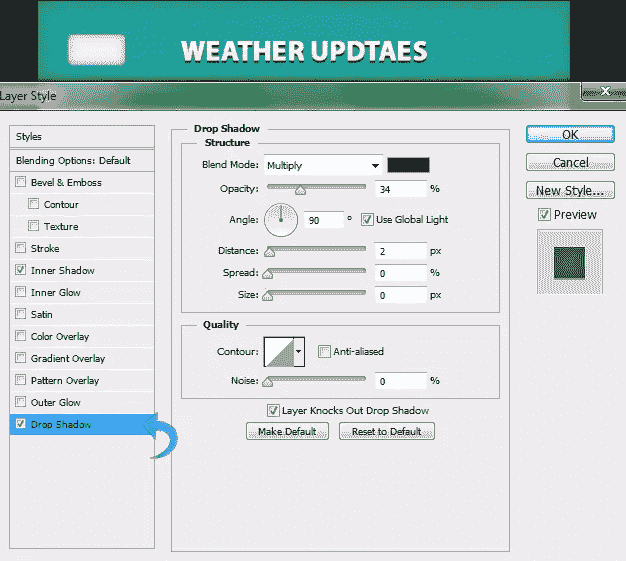 WEATHER UPDTAES
Layer Style
X
Styles
Blending Options: Default
Bevel & Emboss
Contour
Texture
Stroke
Inner Shadow
Inner Glow
Satin
Color Overlay
Gradient Overlay
Pattern Overlay
Outer Glow
Drop Shadow
Drop Shadow
Structure
Blend Mode: Multiply
Opacity: 34 %
Angle: 90 ° Use Global Light
Distance: 2 px
Spread: 0 %
Size: 0 px
Quality
Contour: Anti-aliased
Noise: 0 %
Layer Knocks Out Drop Shadow
Make Default Reset to Default
OK
Cancel
New Style...
Preview